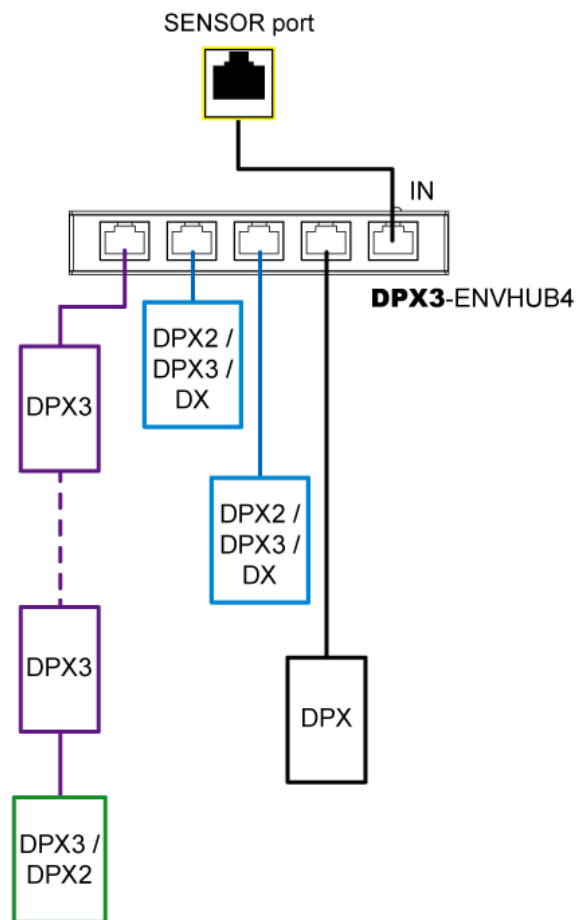 SENSOR port
IN
DPX3-ENVHUB4
DPX2 /
DPX3 /
DX
DPX3
DPX2 /
DPX3 /
DX
DPX3
DPX
DPX3 /
DPX2